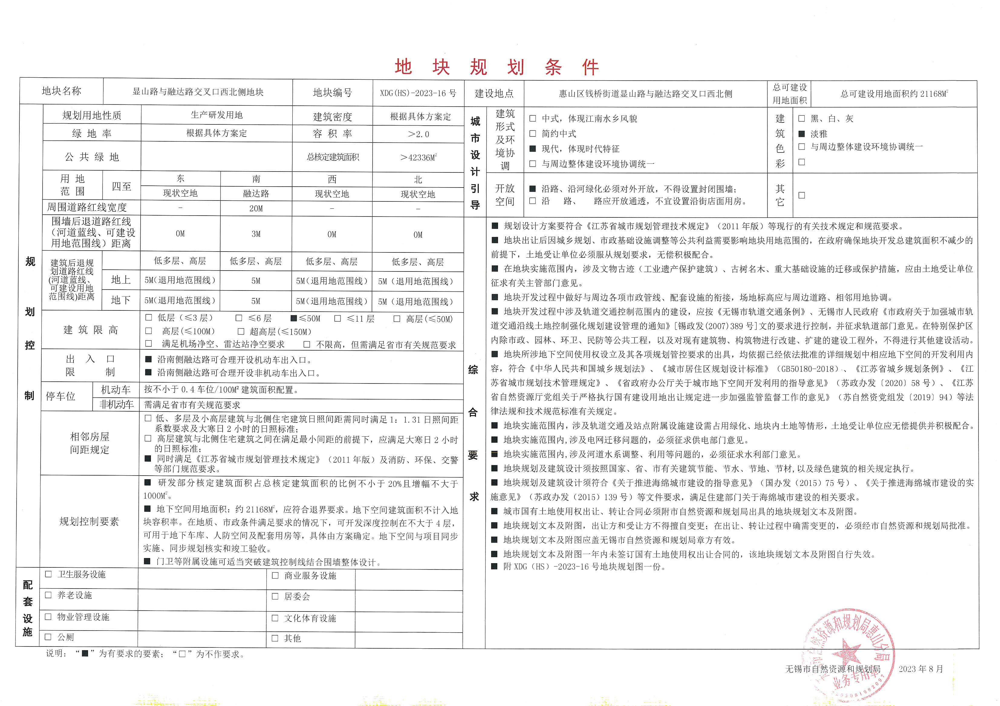 地块规划条件
地块名称 显山路与融达路交叉口西北侧地块 地块编号 XDG(HS)-2023-16 号 建设地点 惠山区钱桥街道显山路与融达路交叉口西北侧 总可建设用地面积 总可建设用地面积约 21168M²
规划控制
规划用地性质 生产研发用地 建筑密度 根据具体方案定
绿地率 根据具体方案定 容积率 >2.0
公共绿地 总核定建筑面积 >42336M²
用地范围 四至 东 南 西 北
现状空地 融达路 现状空地 现状空地
周围道路红线宽度 - 20M - -
围墙后退道路红线
（河道蓝线、可建设
用地范围线）距离 0M 3M 0M 0M
建筑后退规
划道路红线
(河道蓝线、
可建设用地
范围线)距离
低多层、高层 低多层、高层 低多层、高层 低多层、高层
地上 5M(退用地范围线) 5M 5M(退用地范围线) 5M（退用地范围线）
地下 5M(退用地范围线) 5M 5M(退用地范围线) 5M（退用地范围线）
建筑限高
□ 低层（≤3 层） □ ≤6 层 ■≤50M □ ≤11 层 □ 高层(≤50M)
□ 高层(≤100M) □ 超高层(≤150M)
□ 满足机场净空、雷达站净空要求 □ 不限高，但需满足省市有关规范要求
出入口
限制
■ 沿南侧融达路可合理开设机动车出入口。
■ 沿南侧融达路可合理开设非机动车出入口。
停车位 机动车 按不小于 0.4 车位/100M² 建筑面积配置。
非机动车 需满足省市有关规范要求
相邻房屋
间距规定
□ 低、多层及小高层建筑与北侧住宅建筑日照间距需同时满足 1：1.31 日照间距
系数要求及大寒日 2 小时的日照标准；
□ 高层建筑与北侧住宅建筑之间在满足最小间距的前提下，应满足大寒日 2 小时
的日照标准；
■ 同时满足《江苏省城市规划管理技术规定》（2011 年版）及消防、环保、交警
等部门规范要求。
规划控制要素
■ 研发部分核定建筑面积占总核定建筑面积的比例不小于 20%且增幅不大于
1000M²。
■ 地下空间用地面积：约 21168M²，应符合退界要求。地下空间建筑面积不计入地
块容积率。在地质、市政条件满足要求的情况下，可开发深度控制在不大于 4 层，
可用于地下车库、人防空间及配套用房等，具体由方案确定。地下空间与项目同步
实施、同步规划核实和竣工验收。
■ 门卫等附属设施可适当突破建筑控制线结合围墙整体设计。
配套设施
□ 卫生服务设施 □ 商业服务设施
□ 养老设施 □ 居委会
□ 物业管理设施 □ 文化体育设施
□ 公厕 □ 其他
城市设计引导
建筑
形式
及环
境协
调
□ 中式，体现江南水乡风貌
□ 简约中式
■ 现代，体现时代特征
□ 与周边整体建设环境协调统一
建筑色彩
□ 黑、白、灰
■ 淡雅
□ 与周边整体建设环境协调统一
□
开放
空间
■ 沿路、沿河绿化必须对外开放，不得设置封闭围墙；
□ 沿 路、 路应开放通透，不宜设置沿街店面用房。
其它 □
综合要求
■ 规划设计方案要符合《江苏省城市规划管理技术规定》（2011 年版）等现行的有关技术规定和规范要求。
■ 地块出让后因城乡规划、市政基础设施调整等公共利益需要影响地块用地范围的，在政府确保地块开发总建筑面积不减少的
前提下，土地受让单位必须服从规划要求，无偿积极配合。
■ 在地块实施范围内，涉及文物古迹（工业遗产保护建筑）、古树名木、重大基础设施的迁移或保护措施，应由土地受让单位
征求有关主管部门意见。
■ 地块开发过程中做好与周边各项市政管线、配套设施的衔接，场地标高应与周边道路、相邻用地协调。
■ 地块开发过程中涉及轨道交通控制范围内的建设，应按《无锡市轨道交通条例》、无锡市人民政府《市政府关于加强城市轨
道交通沿线土地控制强化规划建设管理的通知》[锡政发(2007)389 号]文的要求进行控制，并征求轨道部门意见。在特别保护区
内除市政、园林、环卫、民防等公共工程，以及对现有建筑物、构筑物进行改建、扩建的建设工程外，不得进行其他建设活动。
■ 地块所涉地下空间使用权设立及其各项规划管控要求的出具，均依据已经依法批准的详细规划中相应地下空间的开发利用内
容，符合《中华人民共和国城乡规划法》、《城市居住区规划设计标准》（GB50180-2018）、《江苏省城乡规划条例》、《江
苏省城市规划技术管理规定》、《省政府办公厅关于城市地下空间开发利用的指导意见》（苏政办发〔2020〕58 号）、《江苏
省自然资源厅党组关于严格执行国有建设用地出让规定进一步加强监管监督工作的意见》（苏自然资党组发〔2019〕94）等法
律法规和技术规范标准有关规定。
■ 地块实施范围内，涉及轨道交通及站点附属设施建设需占用绿化、地块内土地等情形，土地受让单位应无偿提供并积极配合。
■ 地块实施范围内,涉及电网迁移问题的，必须征求供电部门意见。
■ 地块实施范围内,涉及河道水系调整、利用等问题的，必须征求水利部门意见。
■ 地块规划及建筑设计须按照国家、省、市有关建筑节能、节水、节地、节材,以及绿色建筑的相关规定执行。
■ 地块规划及建筑设计须符合《关于推进海绵城市建设的指导意见》（国办发（2015）75 号）、《关于推进海绵城市建设的实
施意见》（苏政办发（2015）139 号）等文件要求，满足住建部门关于海绵城市建设的相关要求。
■ 城市国有土地使用权出让、转让合同必须附市自然资源和规划局出具的地块规划文本及附图。
■ 地块规划文本及附图，出让方和受让方不得擅自变更；在出让、转让过程中确需变更的，必须经市自然资源和规划局批准。
■ 地块规划文本及附图应盖无锡市自然资源和规划局章方有效。
■ 地块规划文本及附图一年内未签订国有土地使用权出让合同的，该地块规划文本及附图自行失效。
■ 附 XDG（HS）-2023-16 号地块规划图一份。
说明：“■”为有要求的要素；“□”为不作要求。
无锡市自然资源和规划局 2023 年 8 月
自然资源和规划局惠山分局
业务专用章